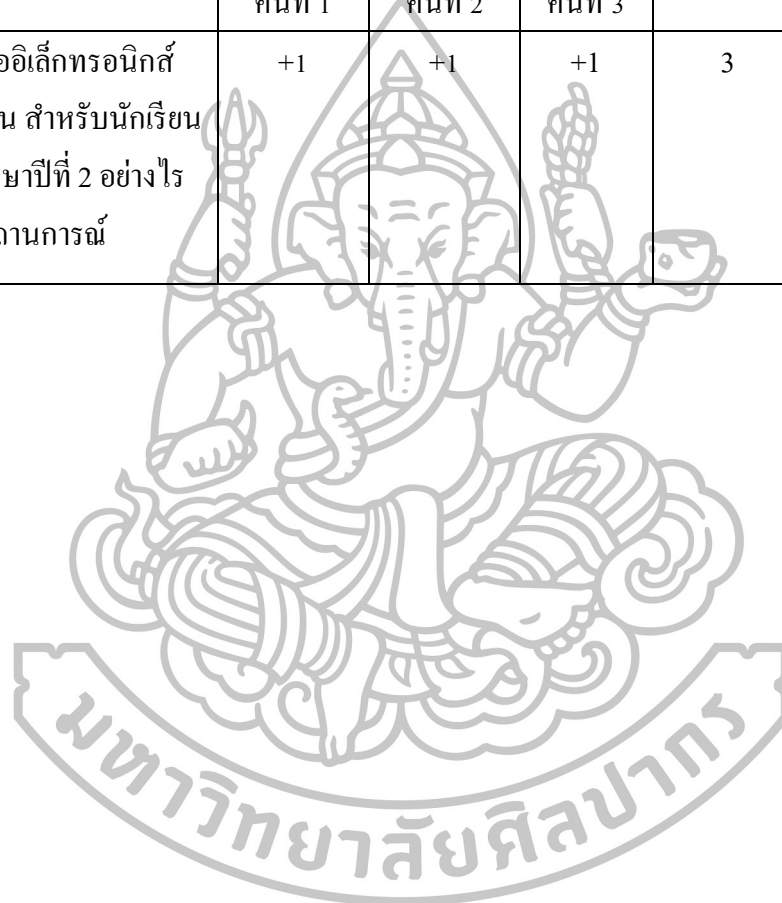 คนที่ 1 คนที่ 2 คนที่ 3
ออิเล็กทรอนิกส์ +1 +1 +1 3
น สำหรับนักเรียน
ษาปีที่ 2 อย่างไร
ถานการณ์
มหาวิทยาลัยศิลปากร